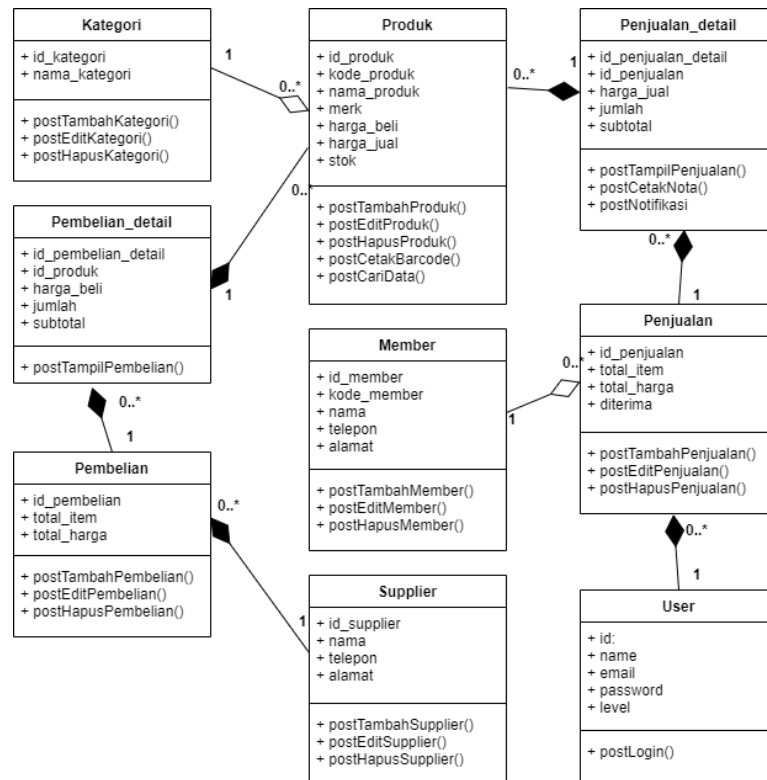 Kategori
+ id_kategori
+ nama_kategori
+ postTambahKategori()
+ postEditKategori()
+ postHapusKategori()
1
0..*
Produk
+ id_produk
+ kode_produk
+ nama_produk
+ merk
+ harga_beli
+ harga_jual
+ stok
+ postTambahProduk()
+ postEditProduk()
+ postHapusProduk()
+ postCetakBarcode()
+ postCariData()
0..*
1
Penjualan_detail
+ id_penjualan_detail
+ id_penjualan
+ harga_jual
+ jumlah
+ subtotal
+ postTampilPenjualan()
+ postCetakNota()
+ postNotifikasi
0..*
1
Pembelian_detail
+ id_pembelian_detail
+ id_produk
+ harga_beli
+ jumlah
+ subtotal
+ postTampilPembelian()
0..*
1
0..*
1
Member
+ id_member
+ kode_member
+ nama
+ telepon
+ alamat
+ postTambahMember()
+ postEditMember()
+ postHapusMember()
1
0..*
Penjualan
+ id_penjualan
+ total_item
+ total_harga
+ diterima
+ postTambahPenjualan()
+ postEditPenjualan()
+ postHapusPenjualan()
0..*
1
Pembelian
+ id_pembelian
+ total_item
+ total_harga
+ postTambahPembelian()
+ postEditPembelian()
+ postHapusPembelian()
0..*
1
Supplier
+ id_supplier
+ nama
+ telepon
+ alamat
+ postTambahSupplier()
+ postEditSupplier()
+ postHapusSupplier()
User
+ id:
+ name
+ email
+ password
+ level
+ postLogin()